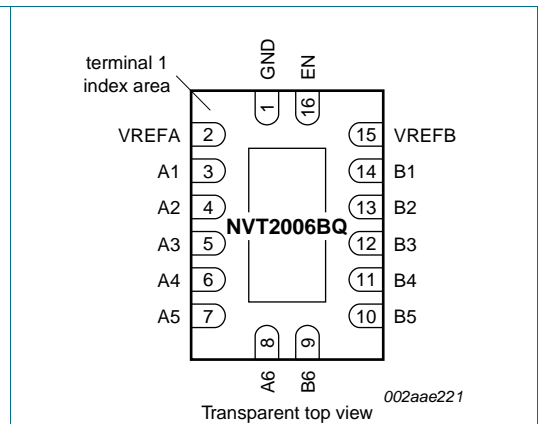 terminal 1
index area
GND
EN
1
16
VREFA 2
15 VREFB
A1 3
14 B1
A2 4
13 B2
NVT2006BQ
A3 5
12 B3
A4 6
11 B4
A5 7
10 B5
8
9
A6
B6
002aae221
Transparent top view